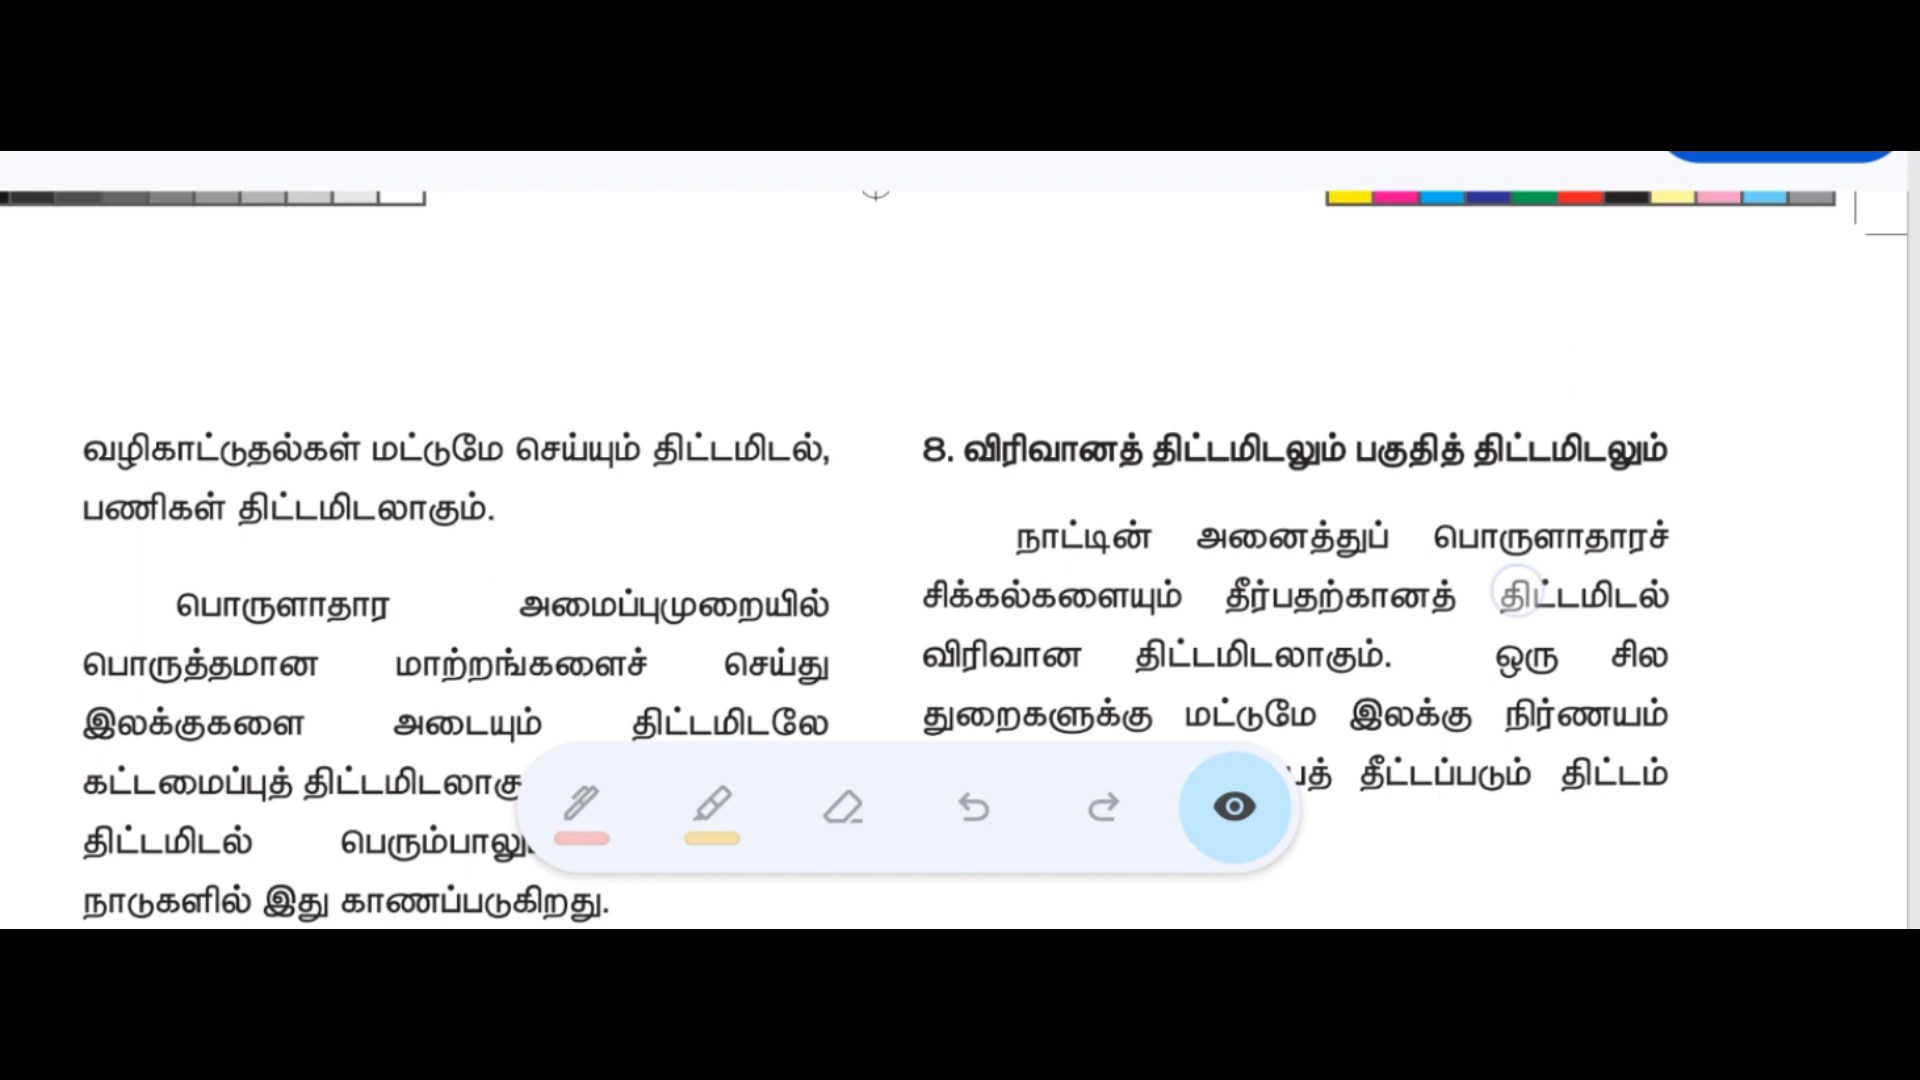 வழிகாட்டுதல்கள் மட்டுமே செய்யும் திட்டமிடல்,
பணிகள் திட்டமிடலாகும்.
பொருளாதார அமைப்புமுறையில்
பொருத்தமான மாற்றங்களைச் செய்து
இலக்குகளை அடையும் திட்டமிடலே
கட்டமைப்புத்
திட்டமிடல்
நாடுகளில் இது காணப்படுகிறது.
8. விரிவானத் திட்டமிடலும் பகுதித் திட்டமிடலும்
நாட்டின் அனைத்துப் பொருளாதாரச்
சிக்கல்களையும் தீர்பதற்கானத் திட்டமிடல்
விரிவான திட்டமிடலாகும். ஒரு சில
துறைகளுக்கு மட்டுமே இலக்கு நிர்ணயம்
தீட்டப்படும் திட்டம்